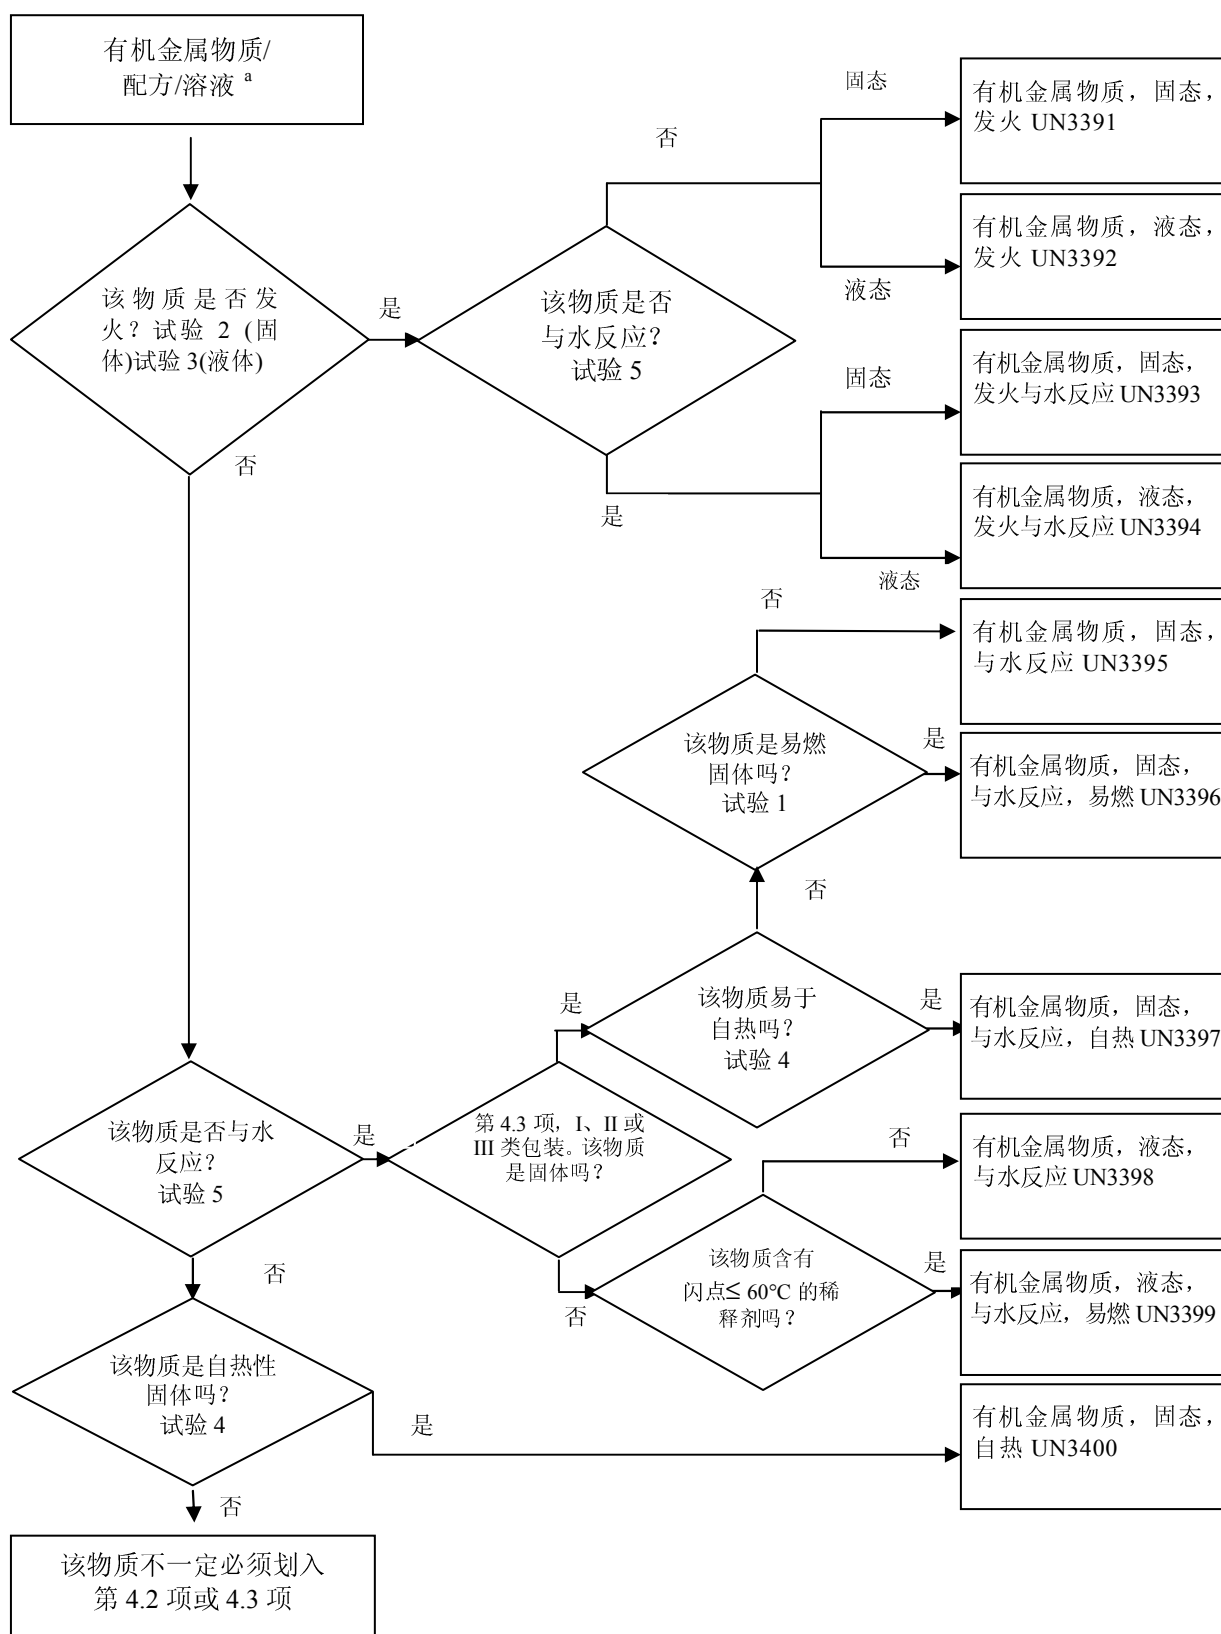 有机金属物质/
配方/溶液 a
固态
有机金属物质，固态，
发火 UN3391
否
有机金属物质，液态，
发火 UN3392
液态
该物质是否发
火？试验 2 (固
体)试验 3(液体)
是
该物质是否
与水反应？
试验 5
固态
有机金属物质，固态，
发火与水反应 UN3393
否
是
有机金属物质，液态，
发火与水反应 UN3394
液态
否
有机金属物质，固态，
与水反应 UN3395
该物质是易燃
固体吗？
试验 1
是
有机金属物质，固态，
与水反应，易燃 UN3396
否
该物质易于
自热吗？
试验 4
是
是
有机金属物质，固态，
与水反应，自热 UN3397
该物质是否与水
反应？
试验 5
是
第 4.3 项，I、II 或
III 类包装。该物质
是固体吗？
否
有机金属物质，液态，
与水反应 UN3398
否
否
该物质含有
闪点≤ 60°C 的稀
释剂吗？
是
有机金属物质，液态，
与水反应，易燃 UN3399
该物质是自热性
固体吗？
试验 4
是
有机金属物质，固态，
自热 UN3400
否
该物质不一定必须划入
第 4.2 项或 4.3 项